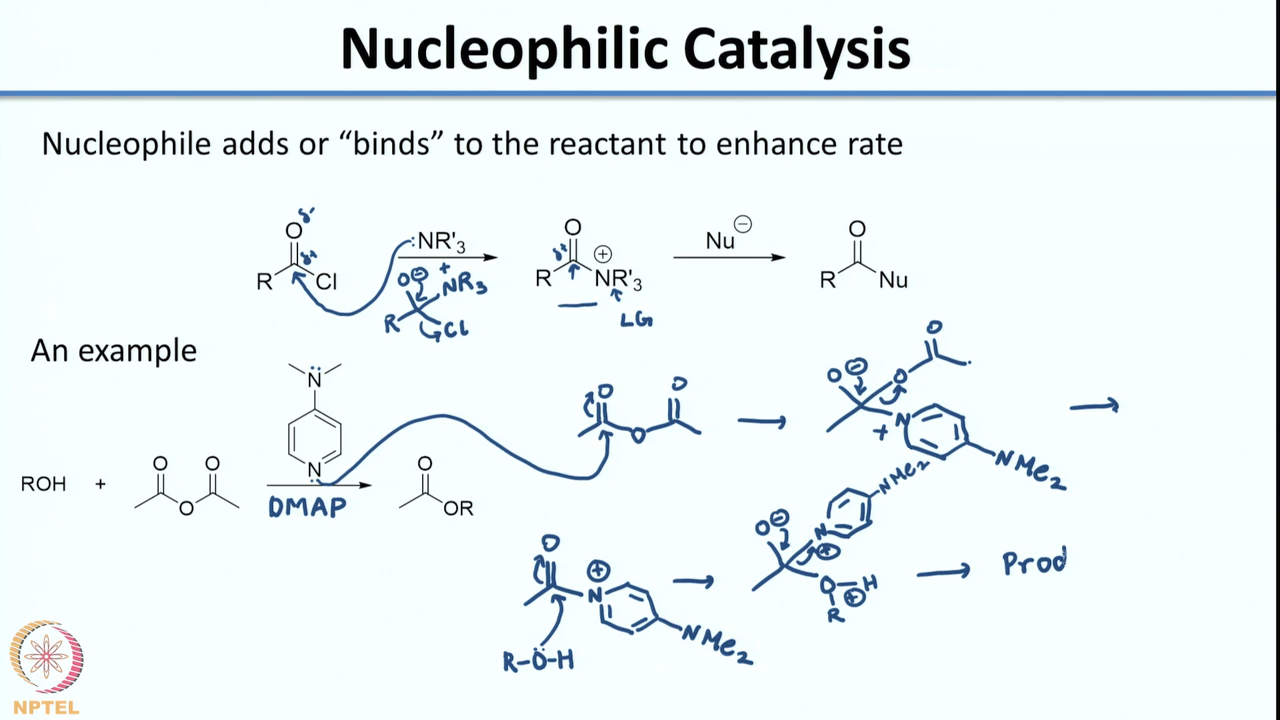 Nucleophilic Catalysis
Nucleophile adds or “binds” to the reactant to enhance rate
O δ- δ+ R Cl
:NR'3
O⊖ + NR3 R Cl
O δ+ R ⊕ NR'3
LG
Nu ⊖
O R Nu
An example
N
N
ROH + O O O
DMAP
O OR
O O O
O⊖ O O N + NMe2
O ⊕ N NMe2
R-Ö-H
O⊖ N ⊕ NMe2 O-H ⊕ R
Prod
NPTEL